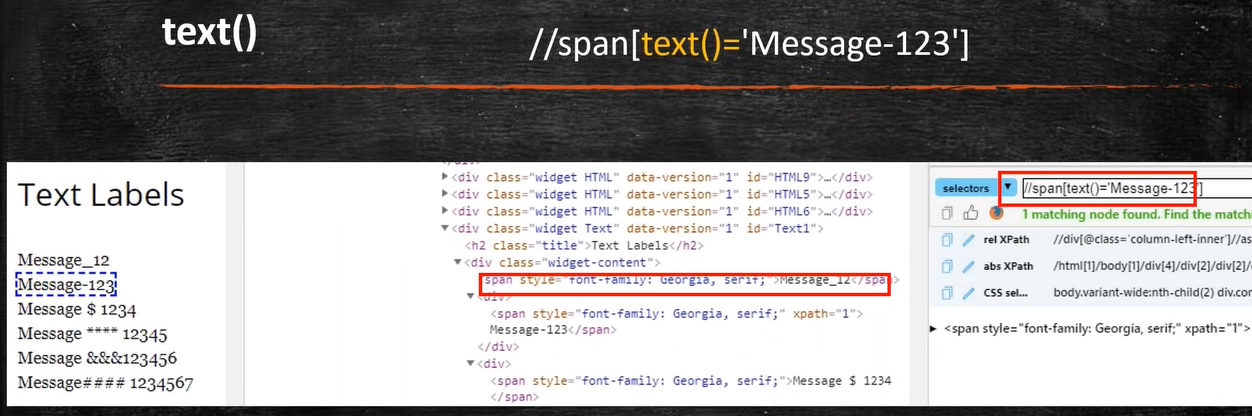 text()
//span[text()='Message-123']
Text Labels
Message_12
Message-123
Message $ 1234
Message **** 12345
Message &&&123456
Message#### 1234567
▶<div class="widget HTML" data-version="1" id="HTML9">…</div>
▶<div class="widget HTML" data-version="1" id="HTML5">…</div>
▶<div class="widget HTML" data-version="1" id="HTML6">…</div>
▼<div class="widget Text" data-version="1" id="Text1">
<h2 class="title">Text Labels</h2>
▼<div class="widget-content">
span style="font-family: Georgia, serif;">Message_12</span>
▼<div>
<span style="font-family: Georgia, serif;" xpath="1">
Message-123</span>
</div>
▼<div>
<span style="font-family: Georgia, serif;">Message $ 1234
</span>
selectors ▼ //span[text()='Message-123']
1 matching node found. Find the matchi
rel XPath //div[@class='column-left-inner']//as
abs XPath /html[1]/body[1]/div[4]/div[2]/div[2]/
CSS sel... body.variant-wide:nth-child(2) div.con
▶ <span style="font-family: Georgia, serif;" xpath="1">